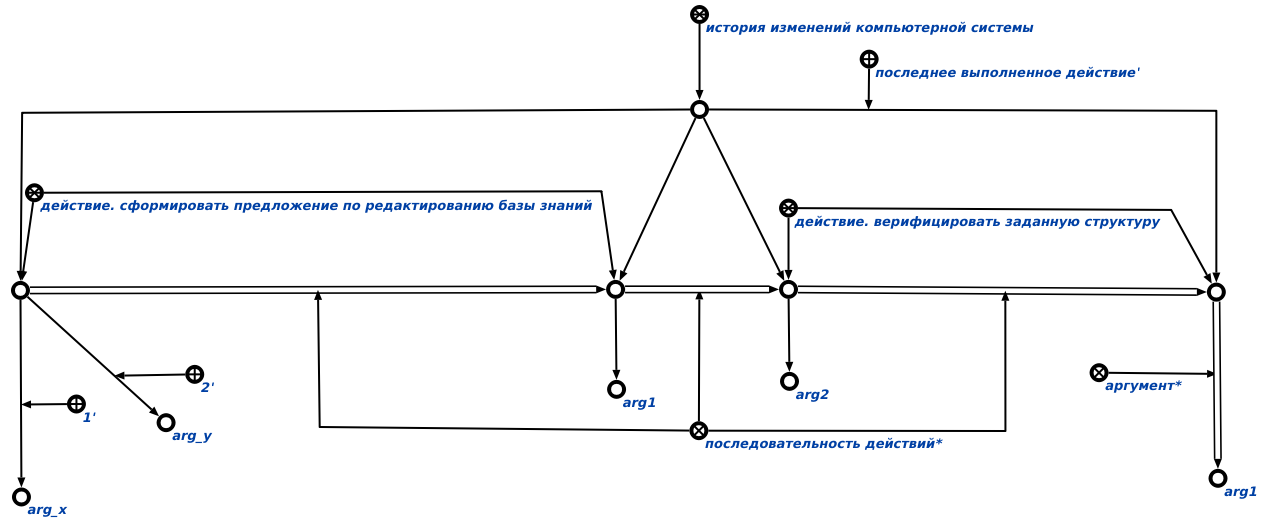 история изменений компьютерной системы
последнее выполненное действие'
действие. сформировать предложение по редактированию базы знаний
действие. верифицировать заданную структуру
2'
1'
аргумент*
arg1
arg2
arg_y
последовательность действий*
arg1
arg_x